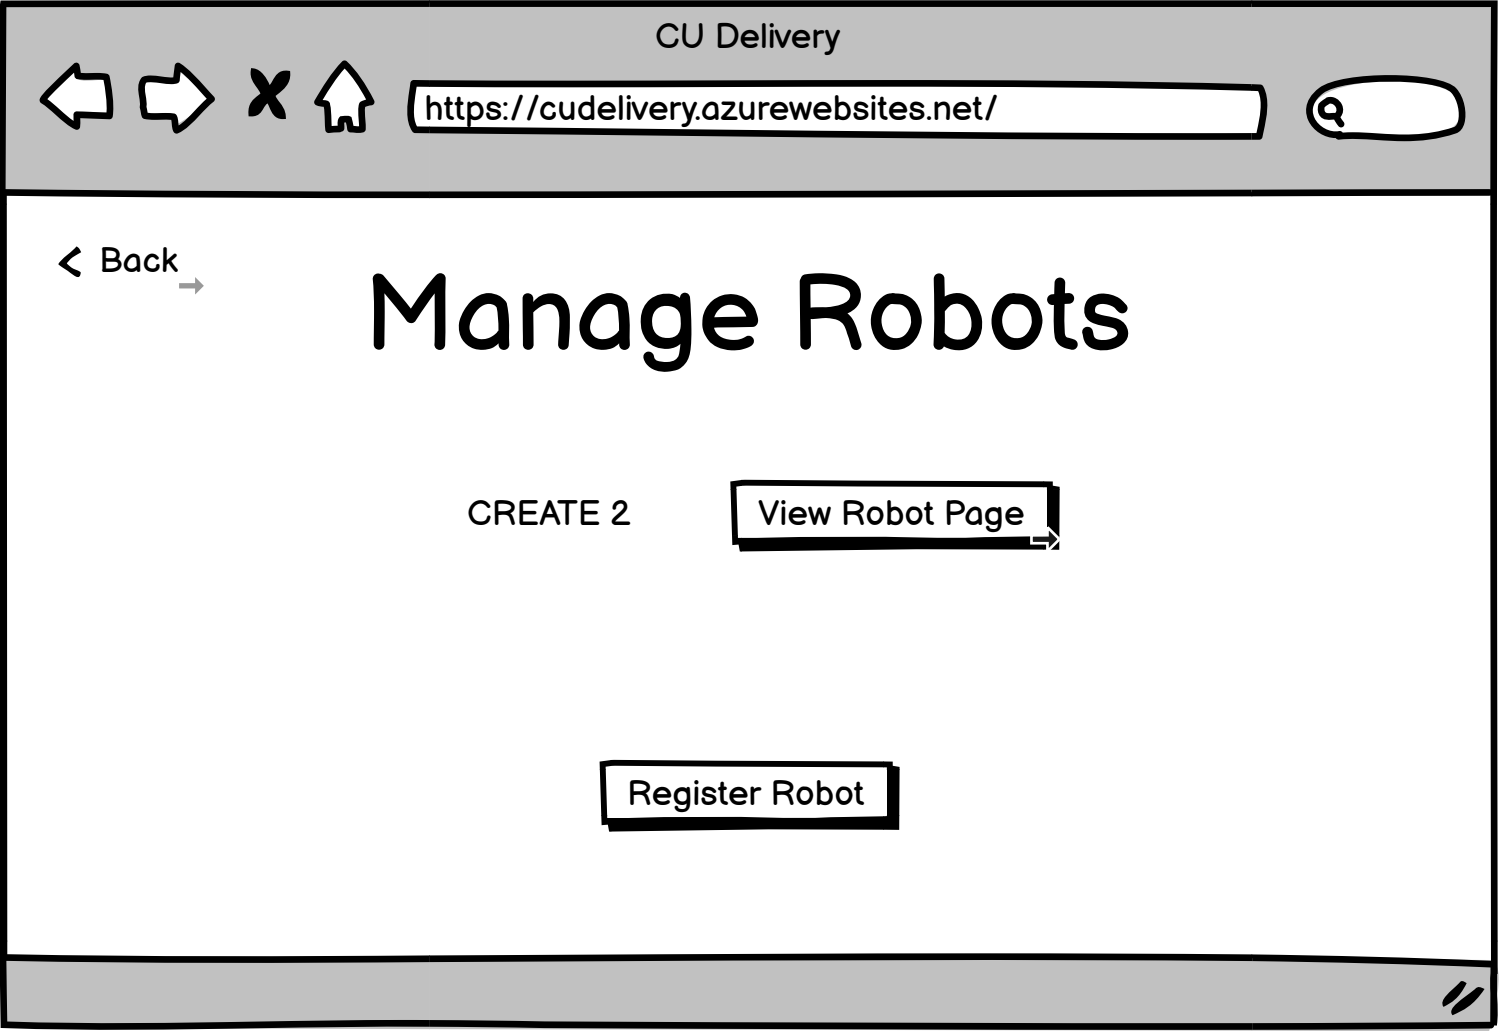 CU Delivery
https://cudelivery.azurewebsites.net/
Back
Manage Robots
CREATE 2
View Robot Page
Register Robot